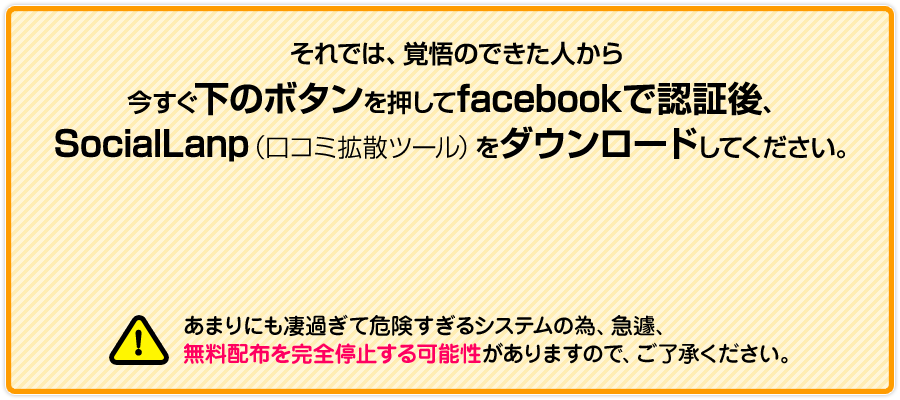 それでは、覚悟のできた人から
今すぐ下のボタンを押してfacebookで認証後、
SocialLanp（口コミ拡散ツール）をダウンロードしてください。
あまりにも凄過ぎて危険すぎるシステムの為、急遽、
無料配布を完全停止する可能性がありますので、ご了承ください。